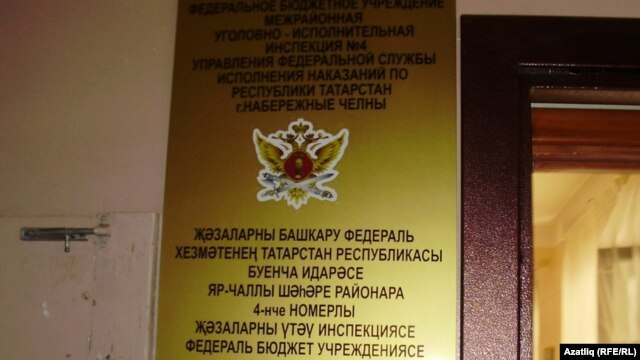 ФЕДЕРАЛЬНОЕ БЮДЖЕТНОЕ УЧРЕЖДЕНИЕ
МЕЖРАЙОННАЯ
УГОЛОВНО - ИСПОЛНИТЕЛЬНАЯ
ИНСПЕКЦИЯ №4
УПРАВЛЕНИЯ ФЕДЕРАЛЬНОЙ СЛУЖБЫ
ИСПОЛНЕНИЯ НАКАЗАНИЙ ПО
РЕСПУБЛИКИ ТАТАРСТАН
г.НАБЕРЕЖНЫЕ ЧЕЛНЫ
ҖӘЗАЛАРНЫ БАШКАРУ ФЕДЕРАЛЬ
ХЕЗМӘТЕНЕҢ ТАТАРСТАН РЕСПУБЛИКАСЫ
БУЕНЧА ИДАРӘСЕ
ЯР-ЧАЛЛЫ ШӘҺӘРЕ РАЙОНАРА
4-нче НОМЕРЛЫ
ҖӘЗАЛАРНЫ ҮТӘҮ ИНСПЕКЦИЯСЕ
ФЕДЕРАЛЬ БЮДЖЕТ УЧРЕЖДЕНИЯСЕ
Azatliq (RFE/RL)